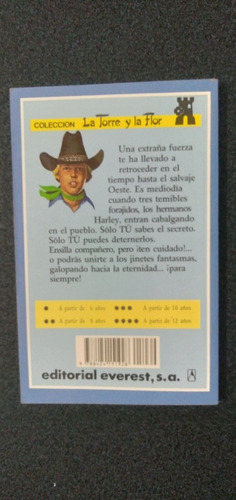 COLECCION La Torre y la Flor
Una extraña fuerza
te ha llevado a
retroceder en el
tiempo hasta el salvaje
Oeste. Es mediodía
cuando tres temibles
forajidos, los hermanos
Harley, entran cabalgando
en el pueblo. Sólo TÚ sabes el secreto.
Sólo TÚ puedes deternerlos.
Ensilla compañero, pero ¡ten cuidado!...
o podrás unirte a los jinetes fantasmas,
galopando hacia la eternidad... ¡para
siempre!
● A partir de 6 años ●●● A partir de 10 años
●● A partir de 8 años ●●●● A partir de 12 años
editorial everest, s.a.